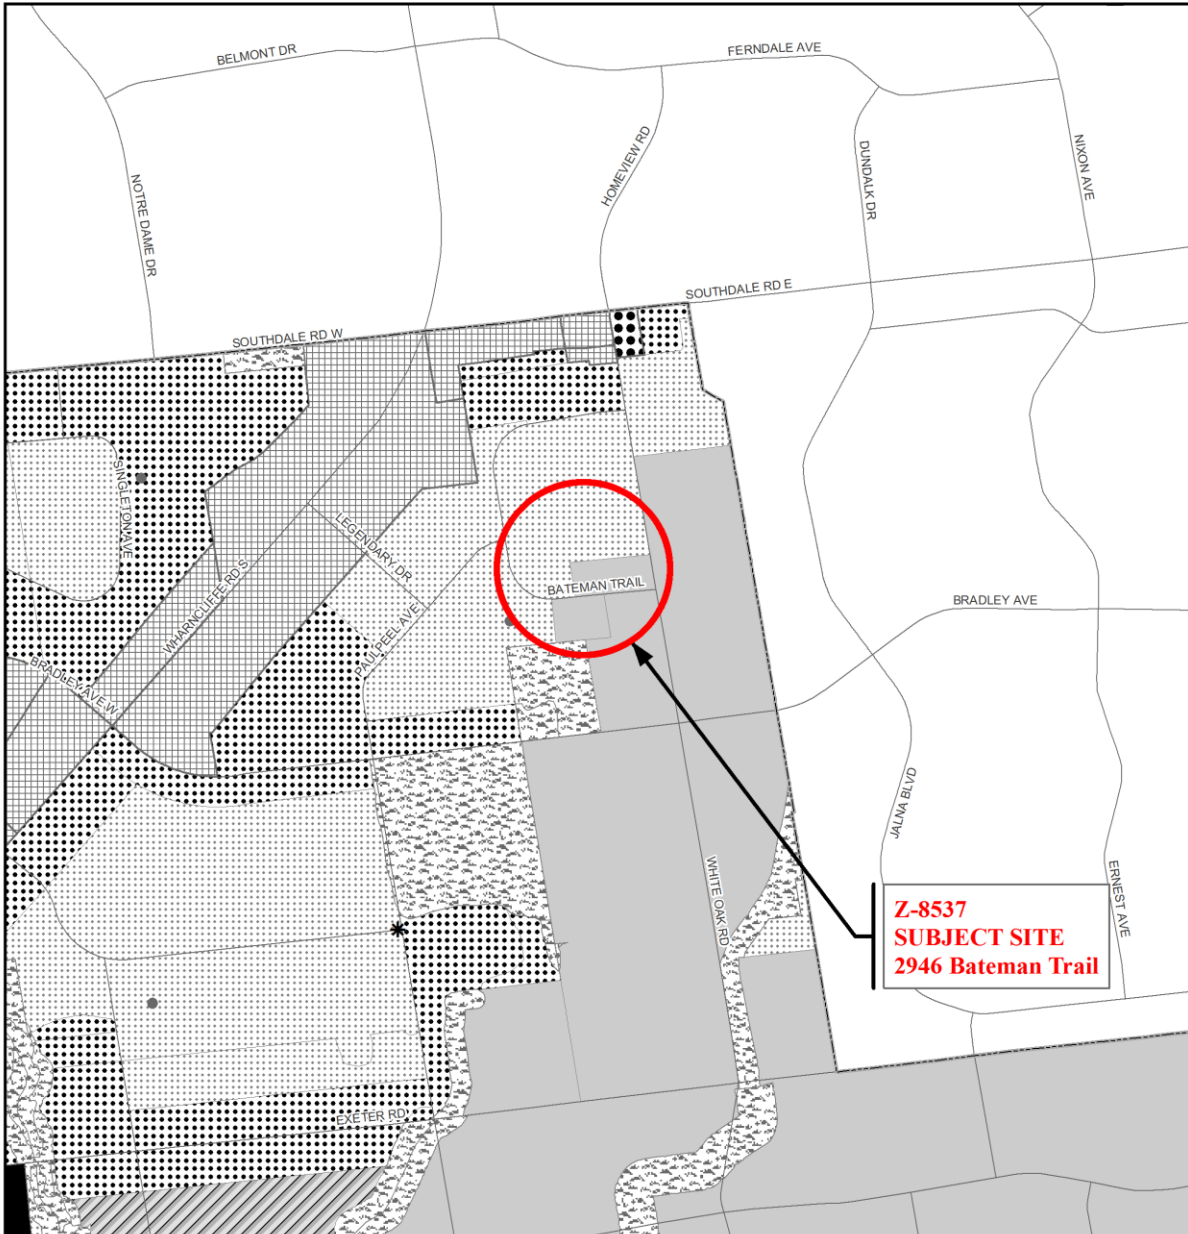 BELMONT DR
FERNDALE AVE
HOMEVIEW RD
DUNDALK DR
NIXON AVE
NOTRE DAME DR
SOUTHDALE RD E
SOUTHDALE RD W
SINGLETON AVE
LEGENDARY DR
WHARNCLIFFE RD S
BATEMAN TRAIL
BRADLEY AVE
PAUL PEEL AVE
BRADLEY AVE W
JALNA BLVD
WHITE OAK RD
ERNEST AVE
Z-8537
SUBJECT SITE
2946 Bateman Trail
EXETER RD